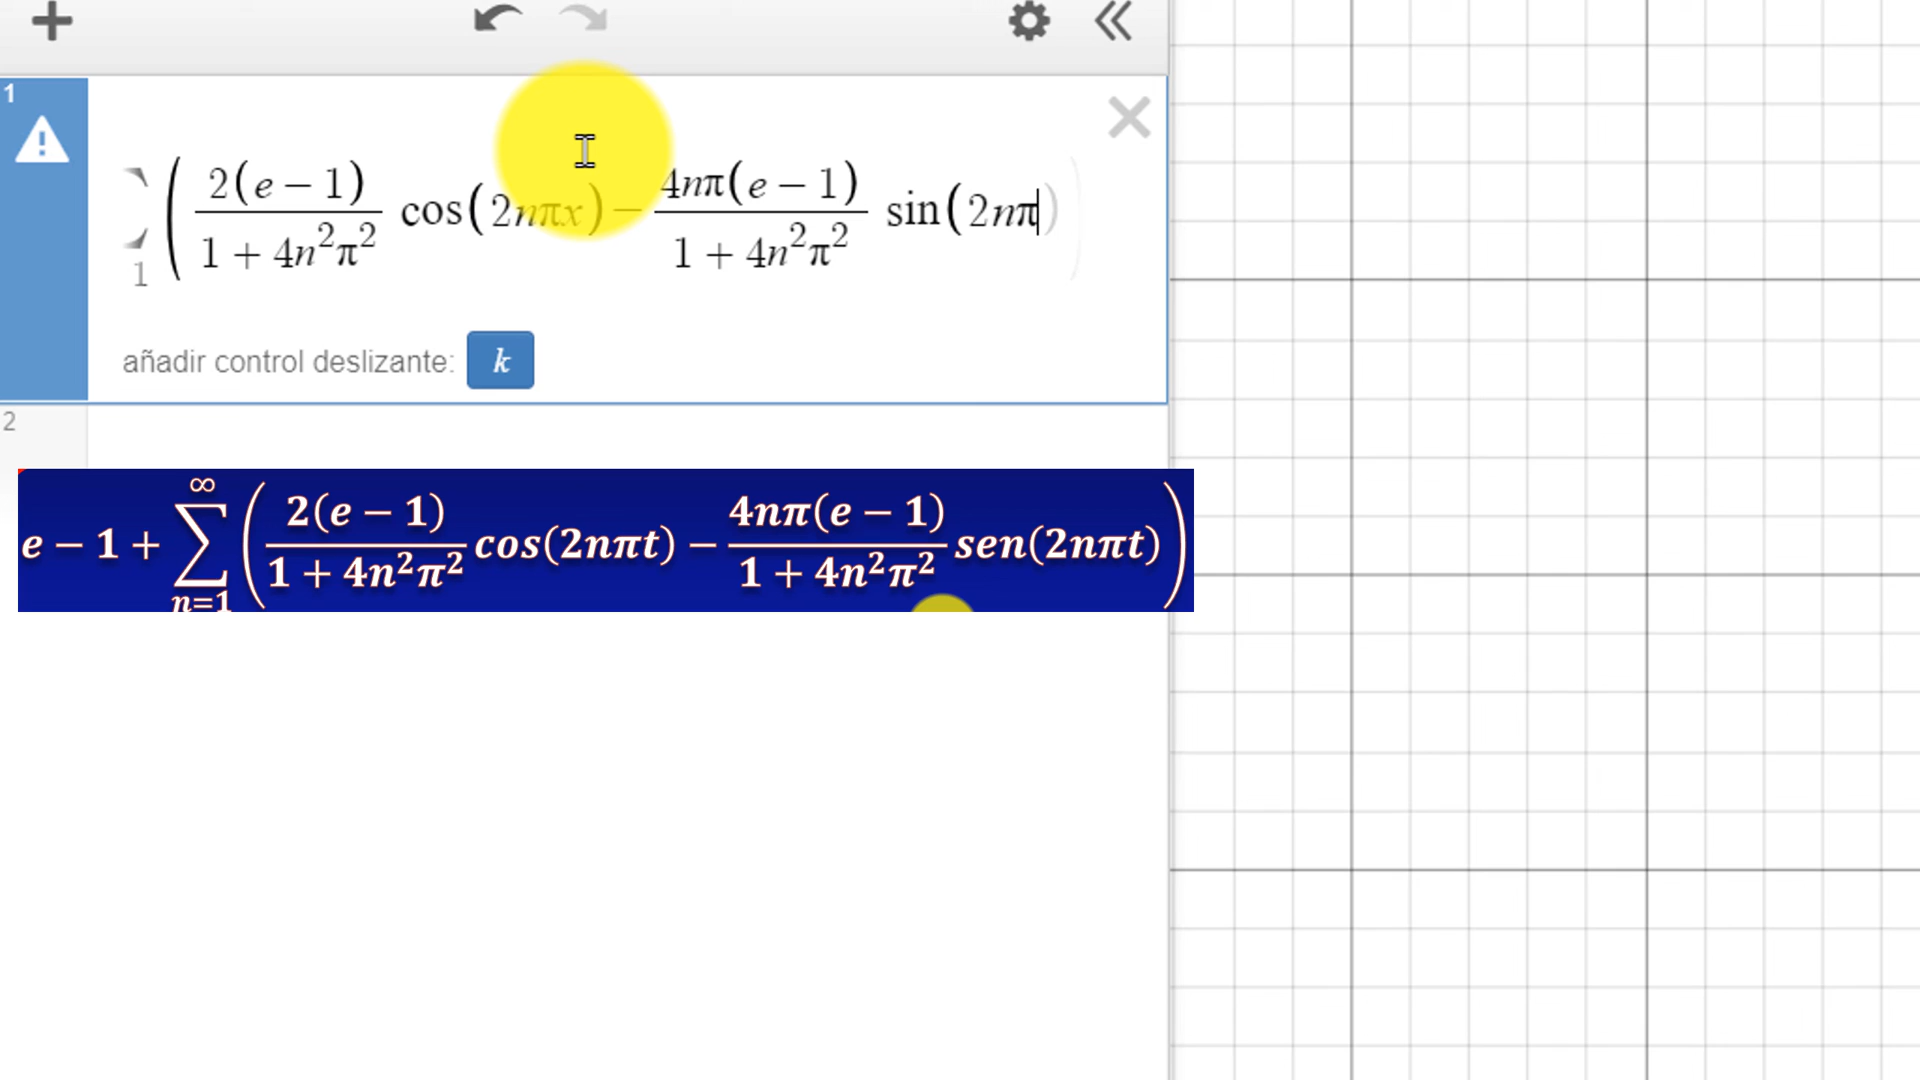 1
( 2(e − 1) / 1 + 4n²π² cos(2nπx) − 4nπ(e − 1) / 1 + 4n²π² sin(2nπ) )
1
añadir control deslizante: k
2
e − 1 + ∞ ∑ n=1 ( 2(e − 1) / 1 + 4n²π² cos(2nπt) − 4nπ(e − 1) / 1 + 4n²π² sen(2nπt) )